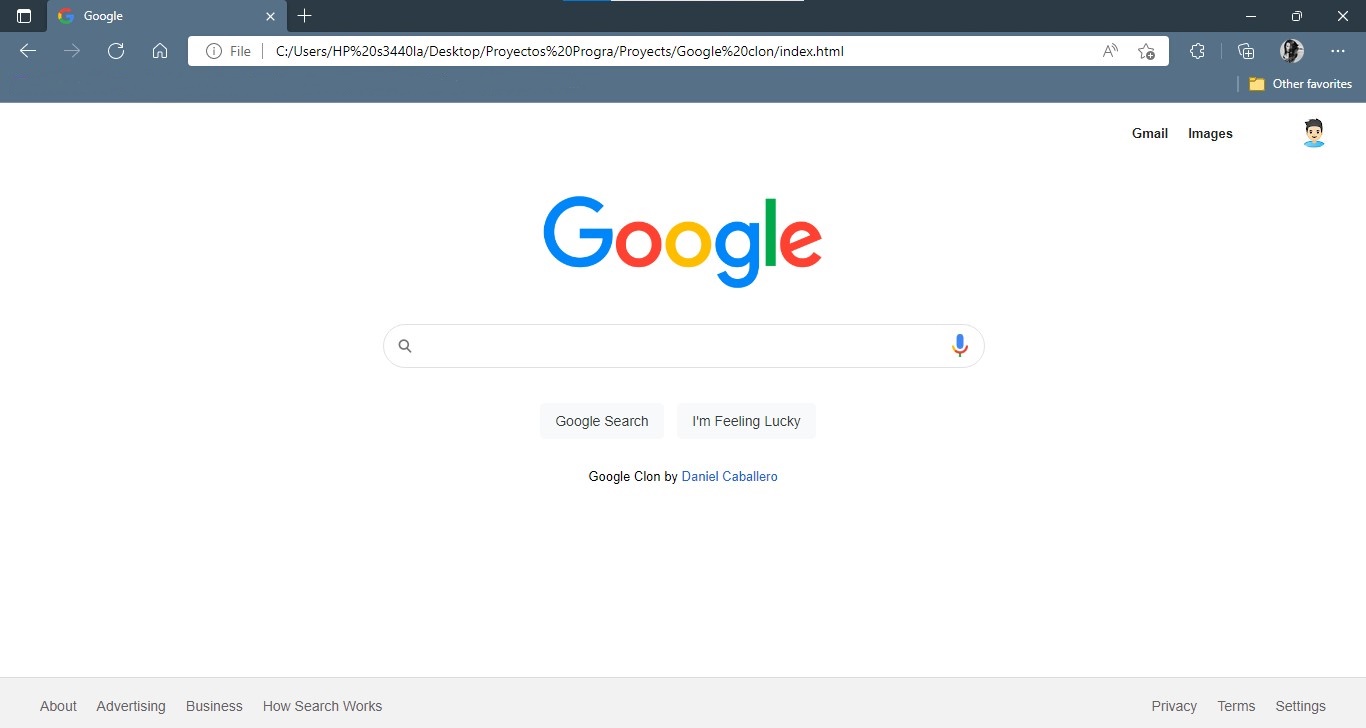 Google
File C:/Users/HP%20s3440la/Desktop/Proyectos%20Progra/Proyects/Google%20clon/index.html
Other favorites
Gmail Images
Google
Google Search I'm Feeling Lucky
Google Clon by Daniel Caballero
About Advertising Business How Search Works Privacy Terms Settings